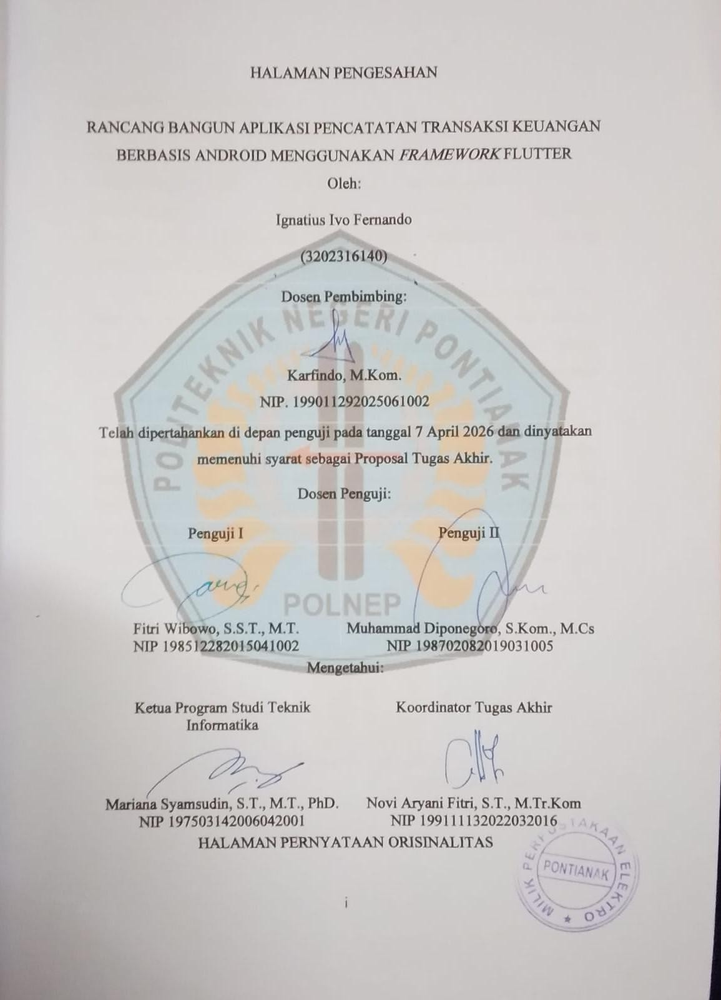 HALAMAN PENGESAHAN
RANCANG BANGUN APLIKASI PENCATATAN TRANSAKSI KEUANGAN
BERBASIS ANDROID MENGGUNAKAN FRAMEWORK FLUTTER
Oleh:
Ignatius Ivo Fernando
(3202316140)
Dosen Pembimbing:
POLITEKNIK NEGERI PONTIANAK
Karfindo, M.Kom.
NIP. 199011292025061002
Telah dipertahankan di depan penguji pada tanggal 7 April 2026 dan dinyatakan
memenuhi syarat sebagai Proposal Tugas Akhir.
Dosen Penguji:
Penguji I
Penguji II
POLNEP
Fitri Wibowo, S.S.T., M.T.
NIP 198512282015041002
Muhammad Diponegoro, S.Kom., M.Cs
NIP 198702082019031005
Mengetahui:
Ketua Program Studi Teknik
Informatika
Koordinator Tugas Akhir
Mariana Syamsudin, S.T., M.T., PhD.
NIP 197503142006042001
Novi Aryani Fitri, S.T., M.Tr.Kom
NIP 199111132022032016
HALAMAN PERNYATAAN ORISINALITAS
MILIK PERPUSTAKAAN ELEKTRO
PONTIANAK
i